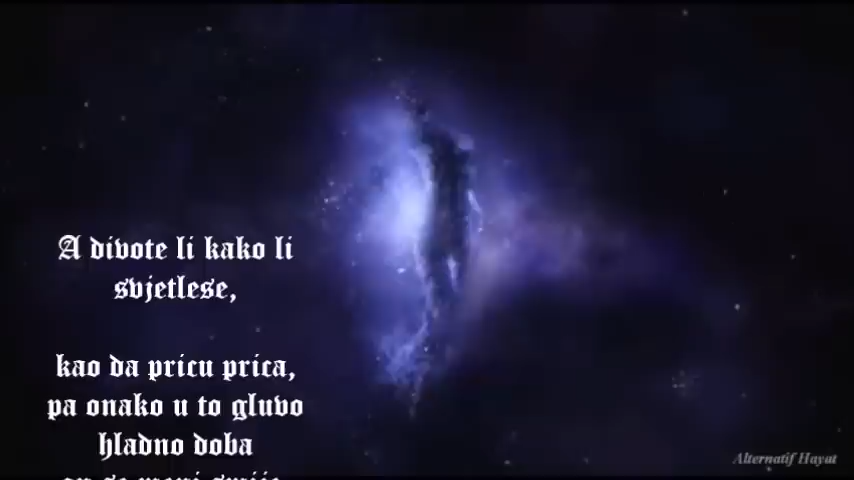 A divote li kako li
svjetlese,
kao da pricu prica,
pa onako u to gluvo
hladno doba
Alternatif Hayat